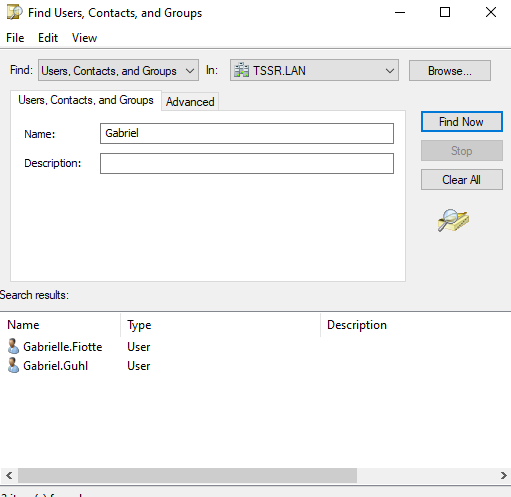 Find Users, Contacts, and Groups
File Edit View
Find: Users, Contacts, and Groups In: TSSR.LAN Browse...
Users, Contacts, and Groups Advanced
Find Now
Name: Gabriel
Stop
Description:
Clear All
Search results:
Name Type Description
Gabrielle.Fiotte User
Gabriel.Guhl User